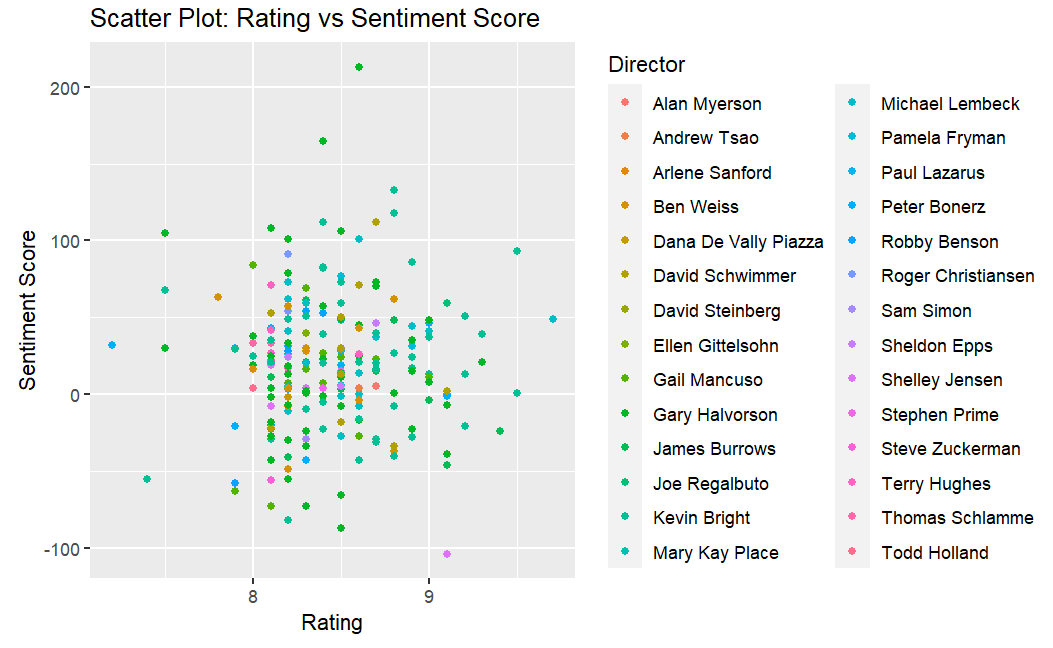 Scatter Plot: Rating vs Sentiment Score
Sentiment Score
200
100
0
-100
8
9
Rating
Director
Alan Myerson
Andrew Tsao
Arlene Sanford
Ben Weiss
Dana De Vally Piazza
David Schwimmer
David Steinberg
Ellen Gittelsohn
Gail Mancuso
Gary Halvorson
James Burrows
Joe Regalbuto
Kevin Bright
Mary Kay Place
Michael Lembeck
Pamela Fryman
Paul Lazarus
Peter Bonerz
Robby Benson
Roger Christiansen
Sam Simon
Sheldon Epps
Shelley Jensen
Stephen Prime
Steve Zuckerman
Terry Hughes
Thomas Schlamme
Todd Holland